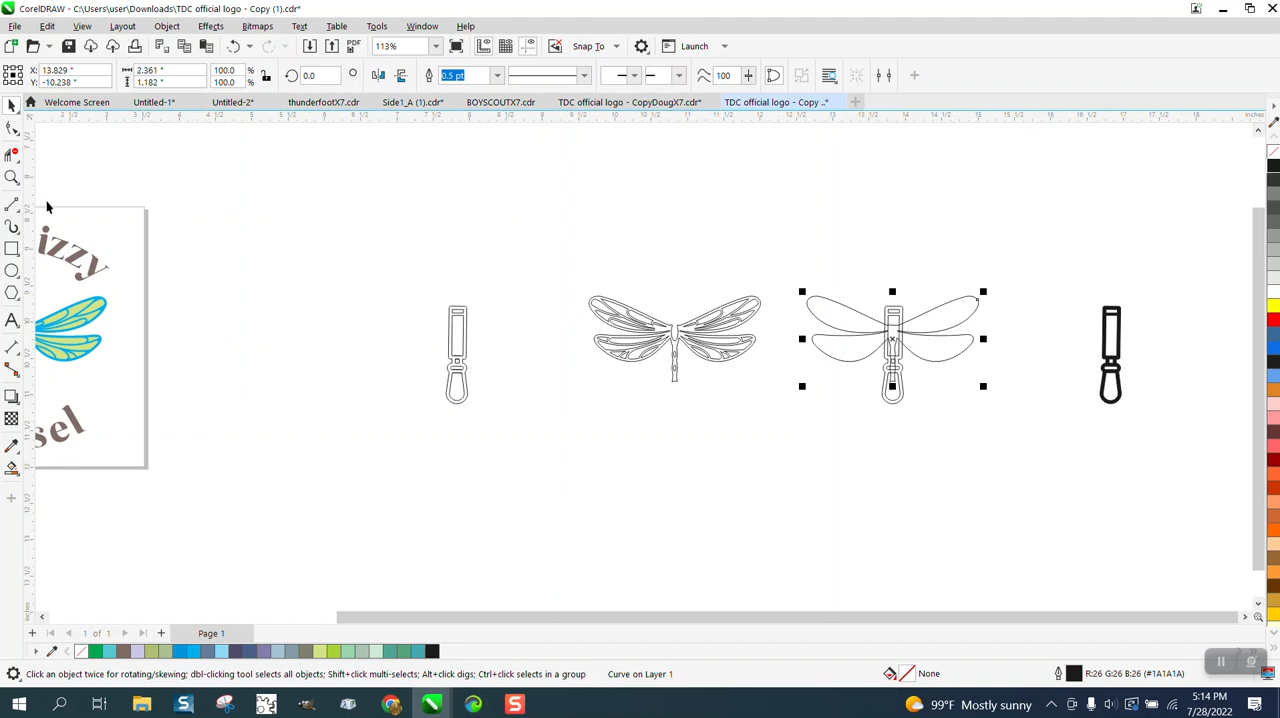 CorelDRAW - C:\Users\user\Downloads\TDC official logo - Copy (1).cdr*
File Edit View Layout Object Effects Bitmaps Text Table Tools Window Help
PDF 113% Snap To Launch
X: 13.829 " 2.361 " 100.0 % 0.0 0.5 pt 100
Y: -10.238 " 1.182 " 100.0 %
Welcome Screen Untitled-1* Untitled-2* thunderfootX7.cdr Side1_A (1).cdr* BOYSCOUTX7.cdr TDC official logo - CopyDougX7.cdr* TDC official logo - Copy ..*
izzy
sel
1 of 1 Page 1
Click an object twice for rotating/skewing; dbl-clicking tool selects all objects; Shift+click multi-selects; Alt+click digs; Ctrl+click selects in a group Curve on Layer 1 None R:26 G:26 B:26 (#1A1A1A)
99°F Mostly sunny 5:14 PM
7/28/2022